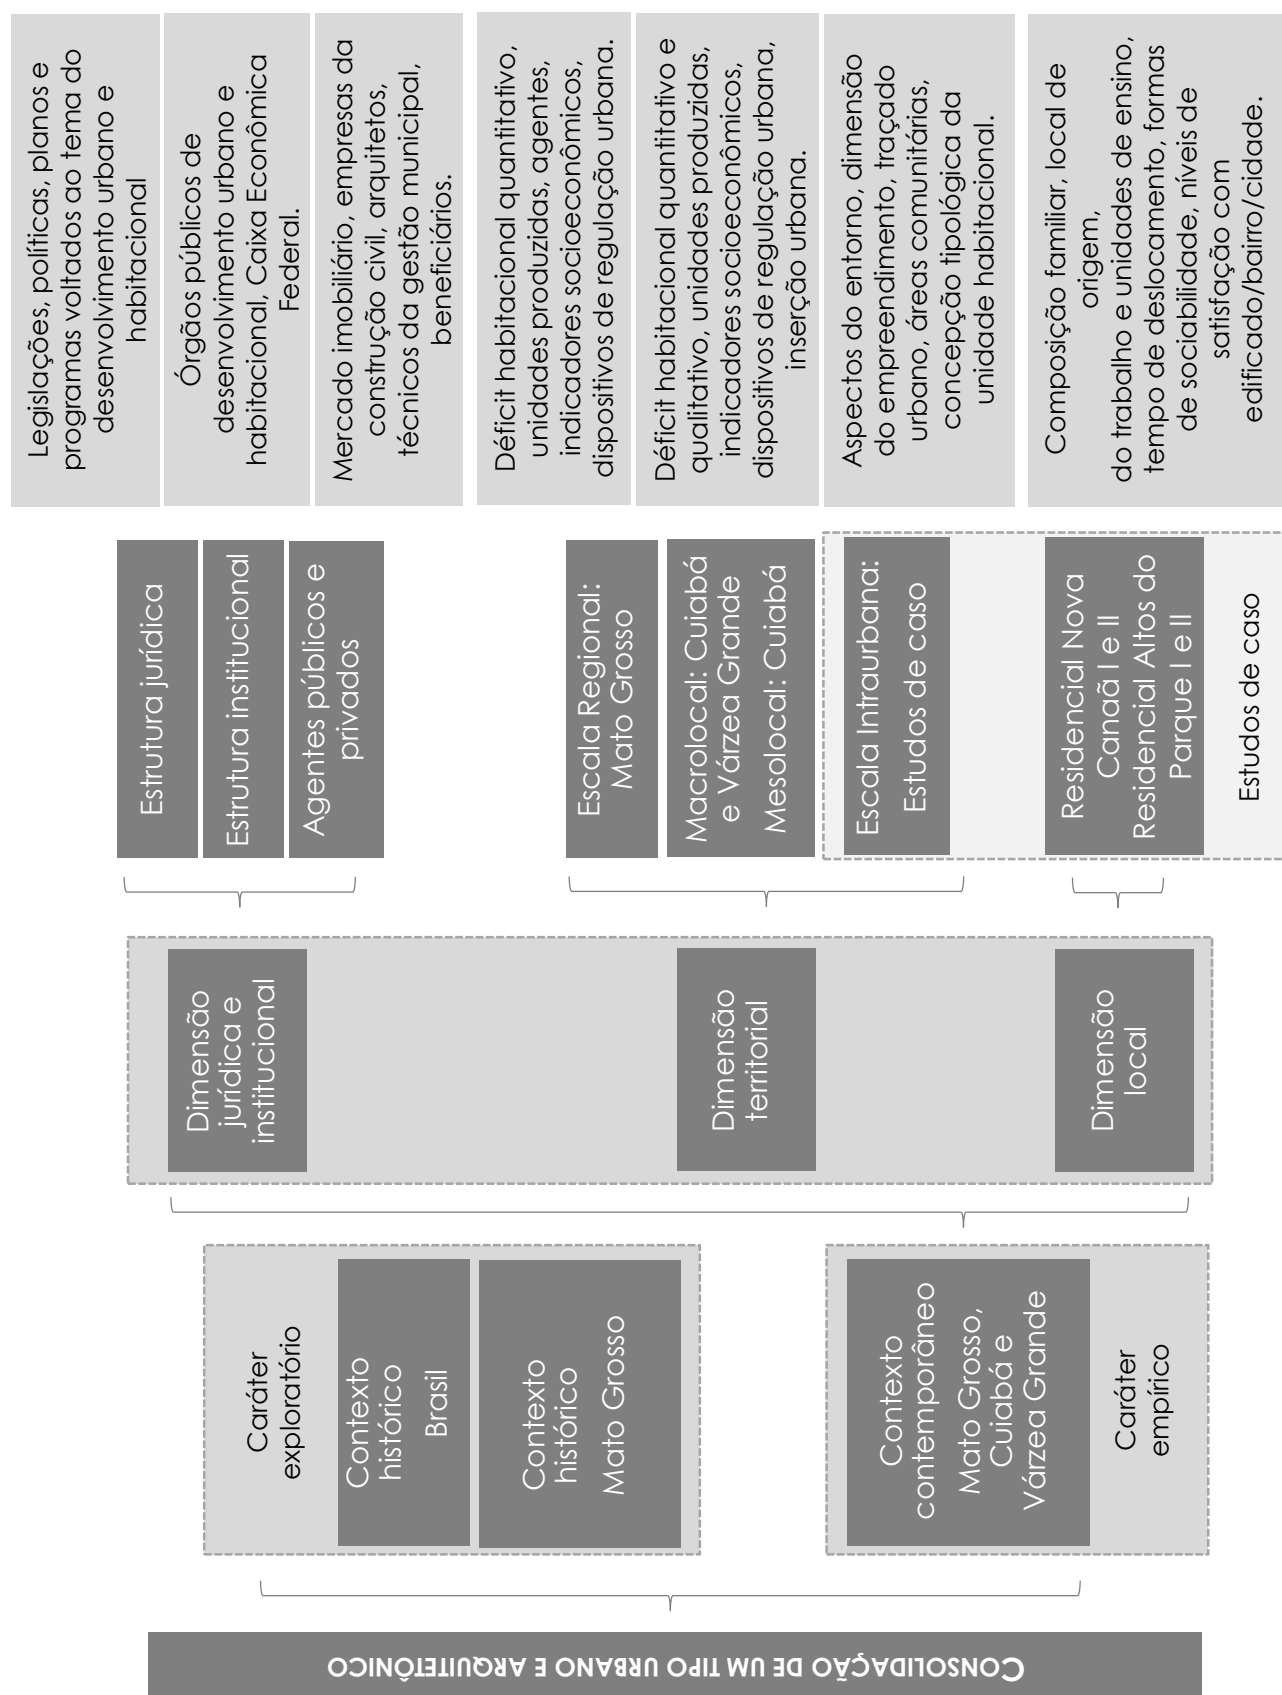 CONSOLIDAÇÃO DE UM TIPO URBANO E ARQUITETÔNICO
Caráter
exploratório
Contexto
histórico
Brasil
Contexto
histórico
Mato Grosso
Contexto
contemporâneo
Mato Grosso,
Cuiabá e
Várzea Grande
Caráter
empírico
Dimensão
jurídica e
institucional
Dimensão
territorial
Dimensão
local
Estrutura jurídica
Estrutura institucional
Agentes públicos e
privados
Escala Regional:
Mato Grosso
Macrolocal: Cuiabá
e Várzea Grande
Mesolocal: Cuiabá
Escala Intraurbana:
Estudos de caso
Residencial Nova
Canaã I e II
Residencial Altos do
Parque I e II
Estudos de caso
Legislações, políticas, planos e
programas voltados ao tema do
desenvolvimento urbano e
habitacional
Órgãos públicos de
desenvolvimento urbano e
habitacional, Caixa Econômica
Federal.
Mercado imobiliário, empresas da
construção civil, arquitetos,
técnicos da gestão municipal,
beneficiários.
Déficit habitacional quantitativo,
unidades produzidas, agentes,
indicadores socioeconômicos,
dispositivos de regulação urbana.
Déficit habitacional quantitativo e
qualitativo, unidades produzidas,
indicadores socioeconômicos,
dispositivos de regulação urbana,
inserção urbana.
Aspectos do entorno, dimensão
do empreendimento, traçado
urbano, áreas comunitárias,
concepção tipológica da
unidade habitacional.
Composição familiar, local de
origem,
do trabalho e unidades de ensino,
tempo de deslocamento, formas
de sociabilidade, níveis de
satisfação com
edificado/bairro/cidade.